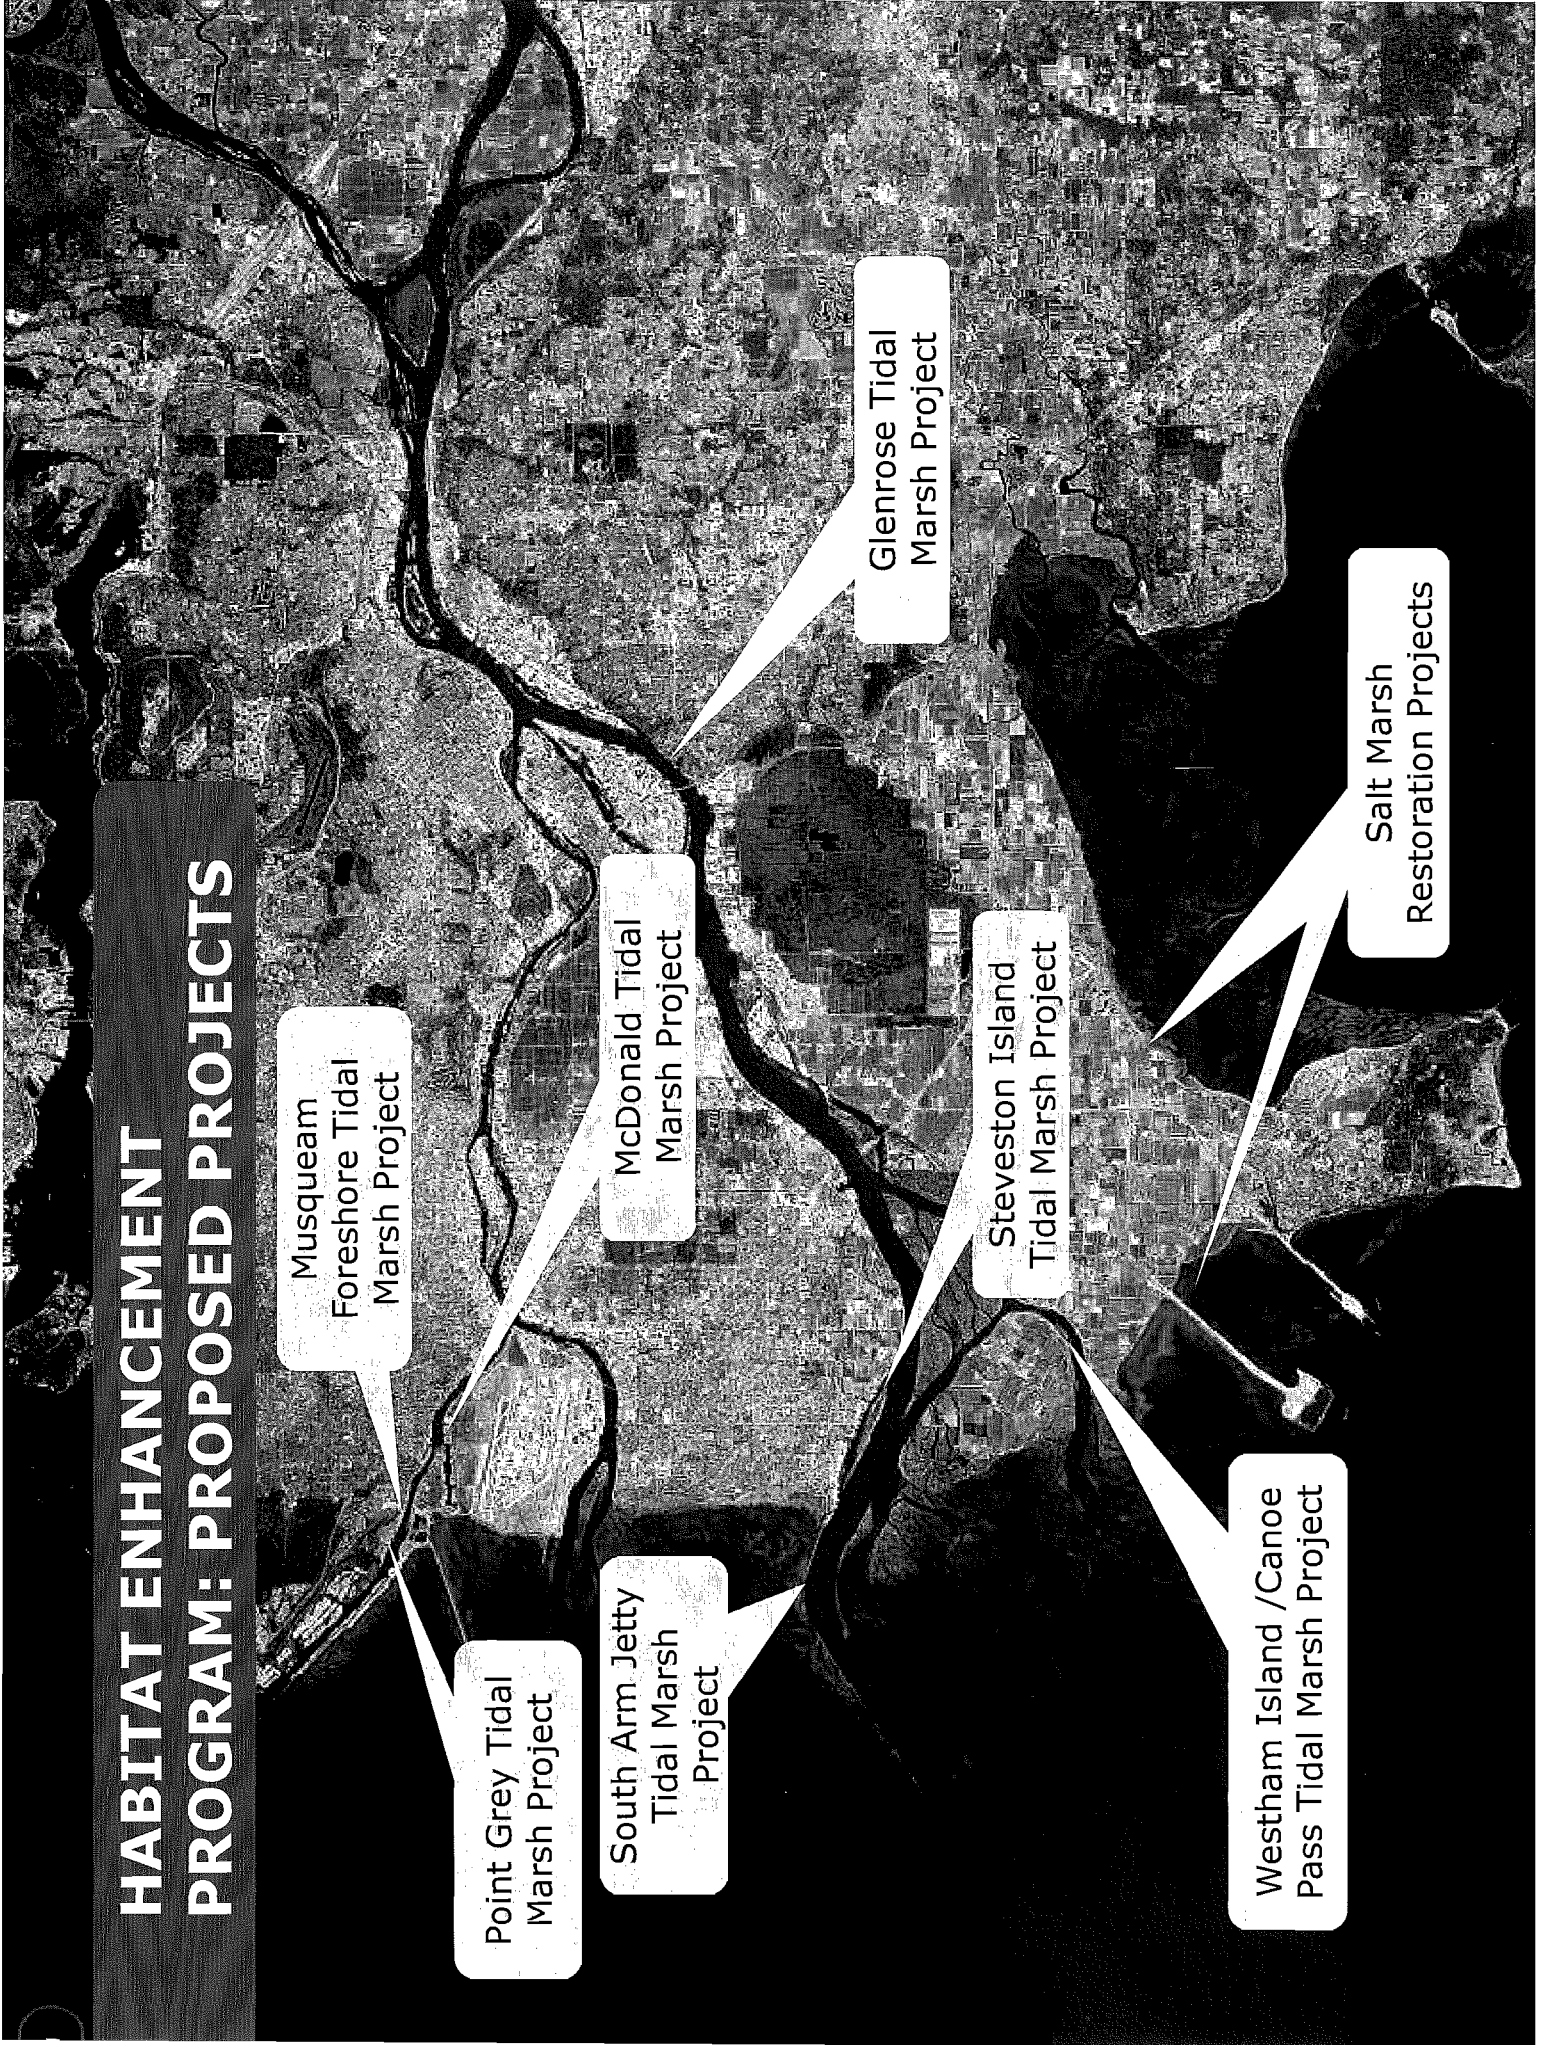 HABITAT ENHANCEMENT
PROGRAM: PROPOSED PROJECTS
Musqueam
Foreshore Tidal
Marsh Project
Point Grey Tidal
Marsh Project
McDonald Tidal
Marsh Project
South Arm Jetty
Tidal Marsh
Project
Glenrose Tidal
Marsh Project
Steveston Island
Tidal Marsh Project
Westham Island /Canoe
Pass Tidal Marsh Project
Salt Marsh
Restoration Projects